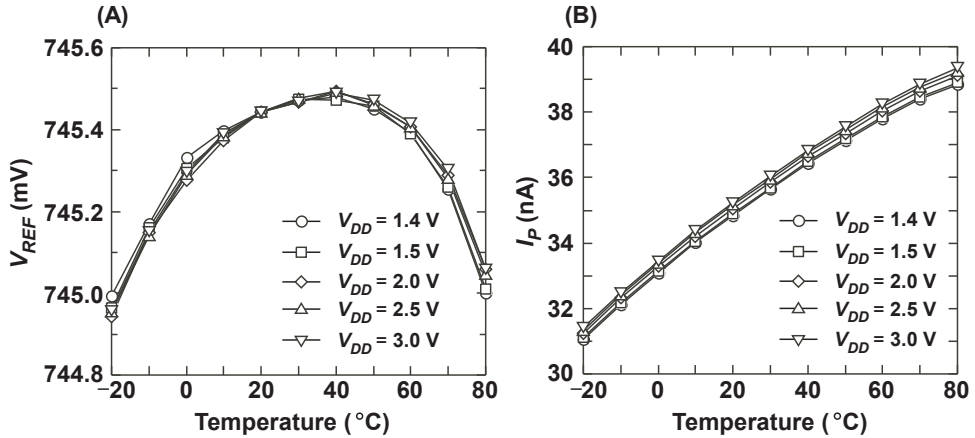 (A)
745.6
745.4
745.2
745.0
744.8
V_REF (mV)
V_DD = 1.4 V
V_DD = 1.5 V
V_DD = 2.0 V
V_DD = 2.5 V
V_DD = 3.0 V
−20 0 20 40 60 80
Temperature ( °C)
(B)
40
38
36
34
32
30
I_P (nA)
V_DD = 1.4 V
V_DD = 1.5 V
V_DD = 2.0 V
V_DD = 2.5 V
V_DD = 3.0 V
−20 0 20 40 60 80
Temperature ( °C)